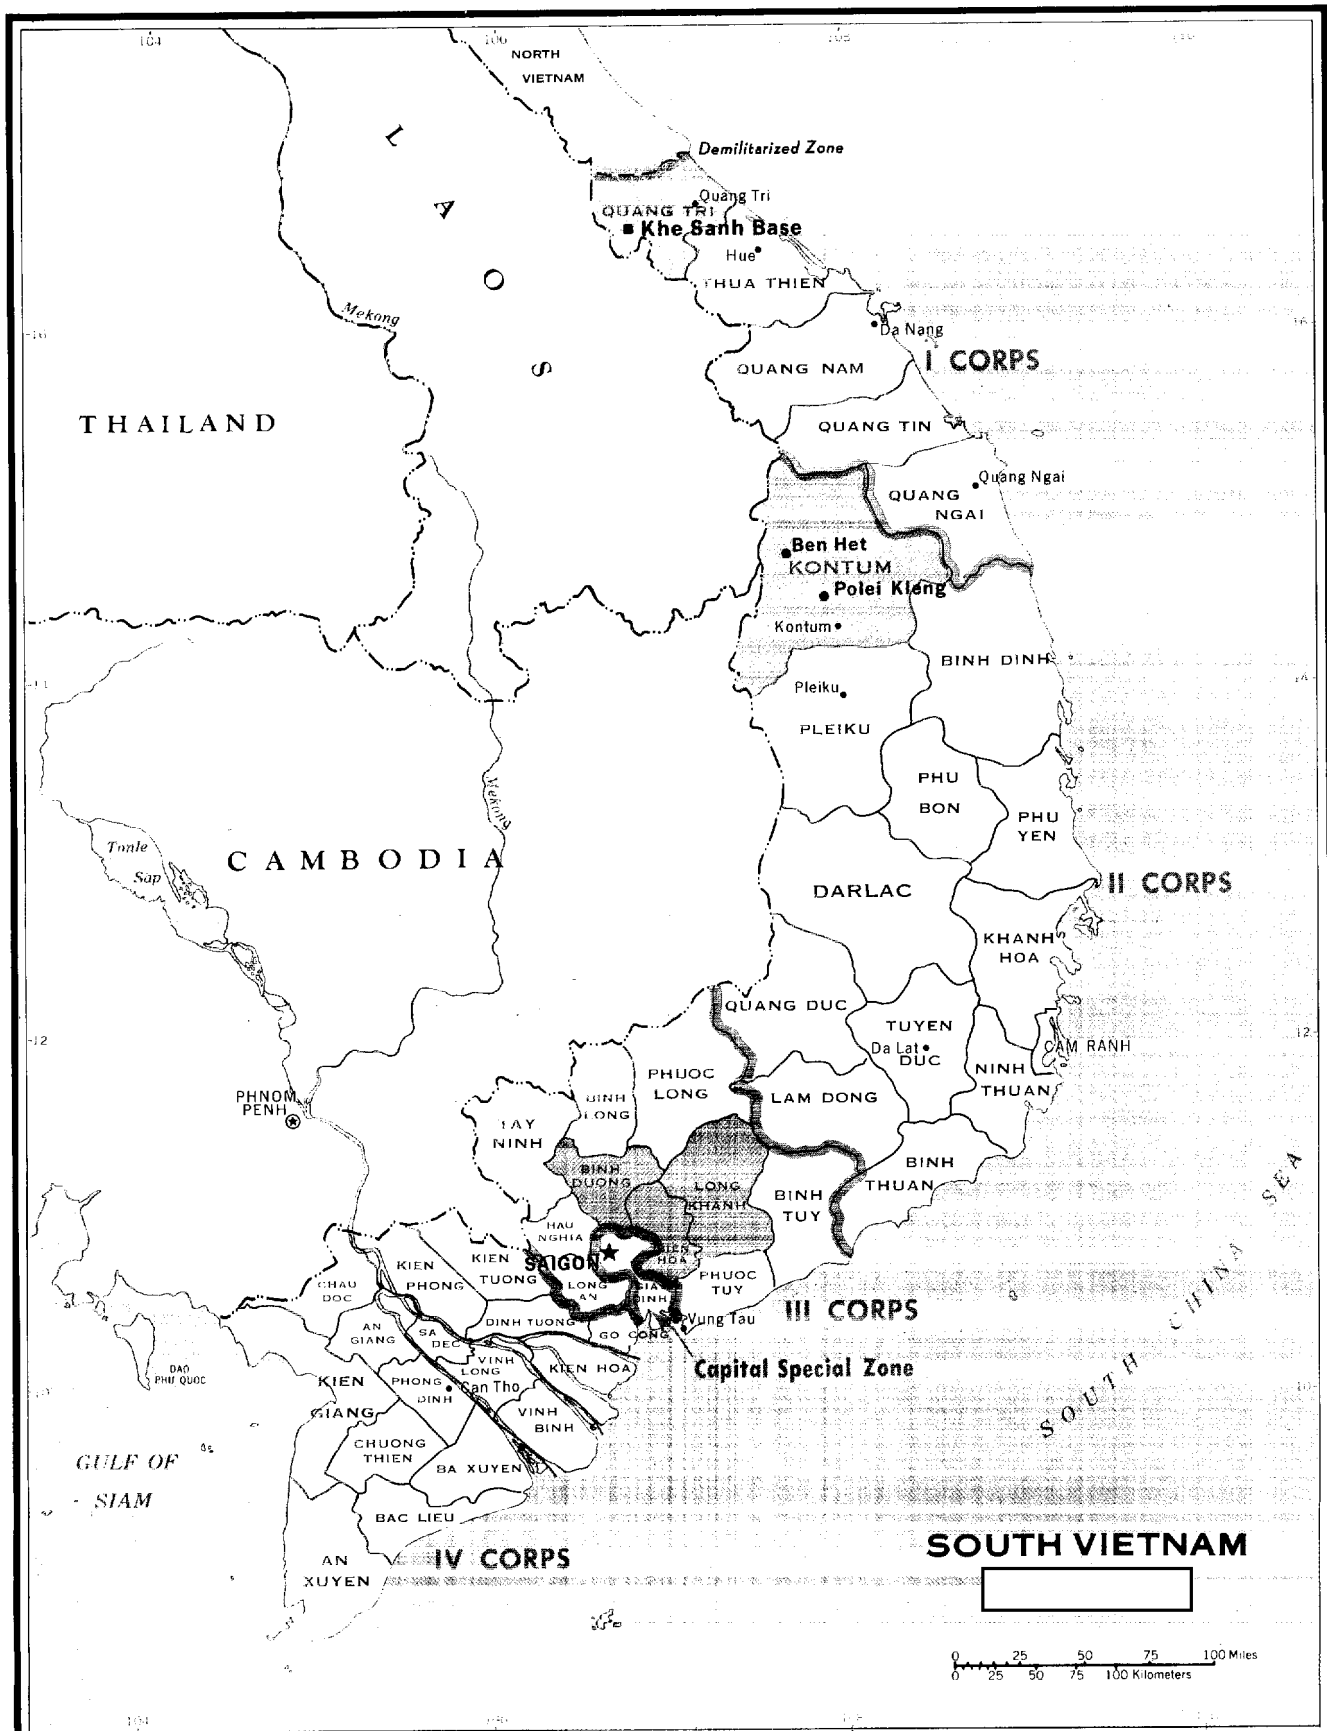 104
106
NORTH
VIETNAM
Demilitarized Zone
L A O S
Quang Tri
QUANG TRI
Khe Sanh Base
Hue
THUA THIEN
Mekong
16
Da Nang
I CORPS
QUANG NAM
THAILAND
QUANG TIN
Quang Ngai
QUANG
NGAI
Ben Het
KONTUM
Polei Kleng
Kontum
BINH DINH
Pleiku
PLEIKU
PHU
BON
PHU
YEN
Mekong
Tonle
Sap
CAMBODIA
DARLAC
II CORPS
KHANH
HOA
QUANG DUC
TUYEN
DUC
Da Lat
12
12
CAM RANH
NINH
THUAN
PHUOC
LONG
LAM DONG
BINH
LONG
PHNOM
PENH
TAY
NINH
BINH
THUAN
BINH
DUONG
LONG
KHANH
BINH
TUY
HAU
NGHIA
SAIGON
BIEN
HOA
KIEN
PHONG
KIEN
TUONG
LONG
AN
GIA
DINH
PHUOC
TUY
CHAU
DOC
III CORPS
DINH TUONG
Vung Tau
AN
GIANG
SA
DEC
GO CONG
VINH
LONG
KIEN HOA
Capital Special Zone
DAO
PHU QUOC
KIEN
GIANG
PHONG
DINH
Can Tho
VINH
BINH
CHUONG
THIEN
BA XUYEN
GULF OF
SIAM
SOUTH CHINA SEA
BAC LIEU
AN
XUYEN
IV CORPS
SOUTH VIETNAM
0 25 50 75 100 Miles
0 25 50 75 100 Kilometers
104